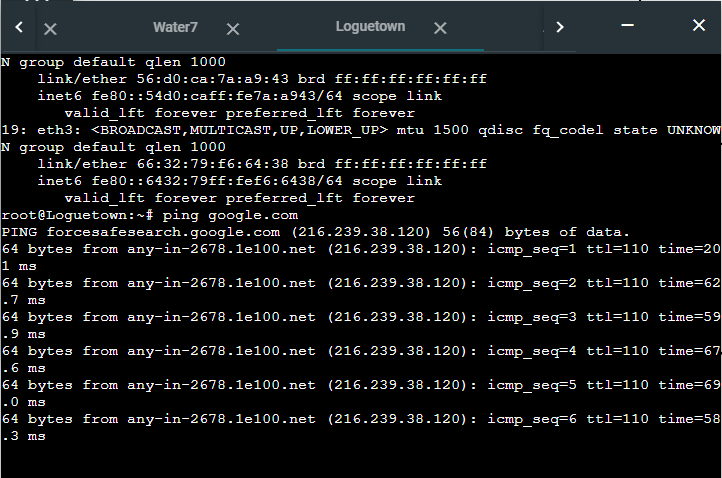 Water7
Loguetown
N group default qlen 1000
link/ether 56:d0:ca:7a:a9:43 brd ff:ff:ff:ff:ff:ff
inet6 fe80::54d0:caff:fe7a:a943/64 scope link
valid_lft forever preferred_lft forever
19: eth3: <BROADCAST,MULTICAST,UP,LOWER_UP> mtu 1500 qdisc fq_codel state UNKNOW
N group default qlen 1000
link/ether 66:32:79:f6:64:38 brd ff:ff:ff:ff:ff:ff
inet6 fe80::6432:79ff:fef6:6438/64 scope link
valid_lft forever preferred_lft forever
root@Loguetown:~# ping google.com
PING forcesafesearch.google.com (216.239.38.120) 56(84) bytes of data.
64 bytes from any-in-2678.1e100.net (216.239.38.120): icmp_seq=1 ttl=110 time=20
1 ms
64 bytes from any-in-2678.1e100.net (216.239.38.120): icmp_seq=2 ttl=110 time=62
.7 ms
64 bytes from any-in-2678.1e100.net (216.239.38.120): icmp_seq=3 ttl=110 time=59
.9 ms
64 bytes from any-in-2678.1e100.net (216.239.38.120): icmp_seq=4 ttl=110 time=67
.6 ms
64 bytes from any-in-2678.1e100.net (216.239.38.120): icmp_seq=5 ttl=110 time=69
.0 ms
64 bytes from any-in-2678.1e100.net (216.239.38.120): icmp_seq=6 ttl=110 time=58
.3 ms